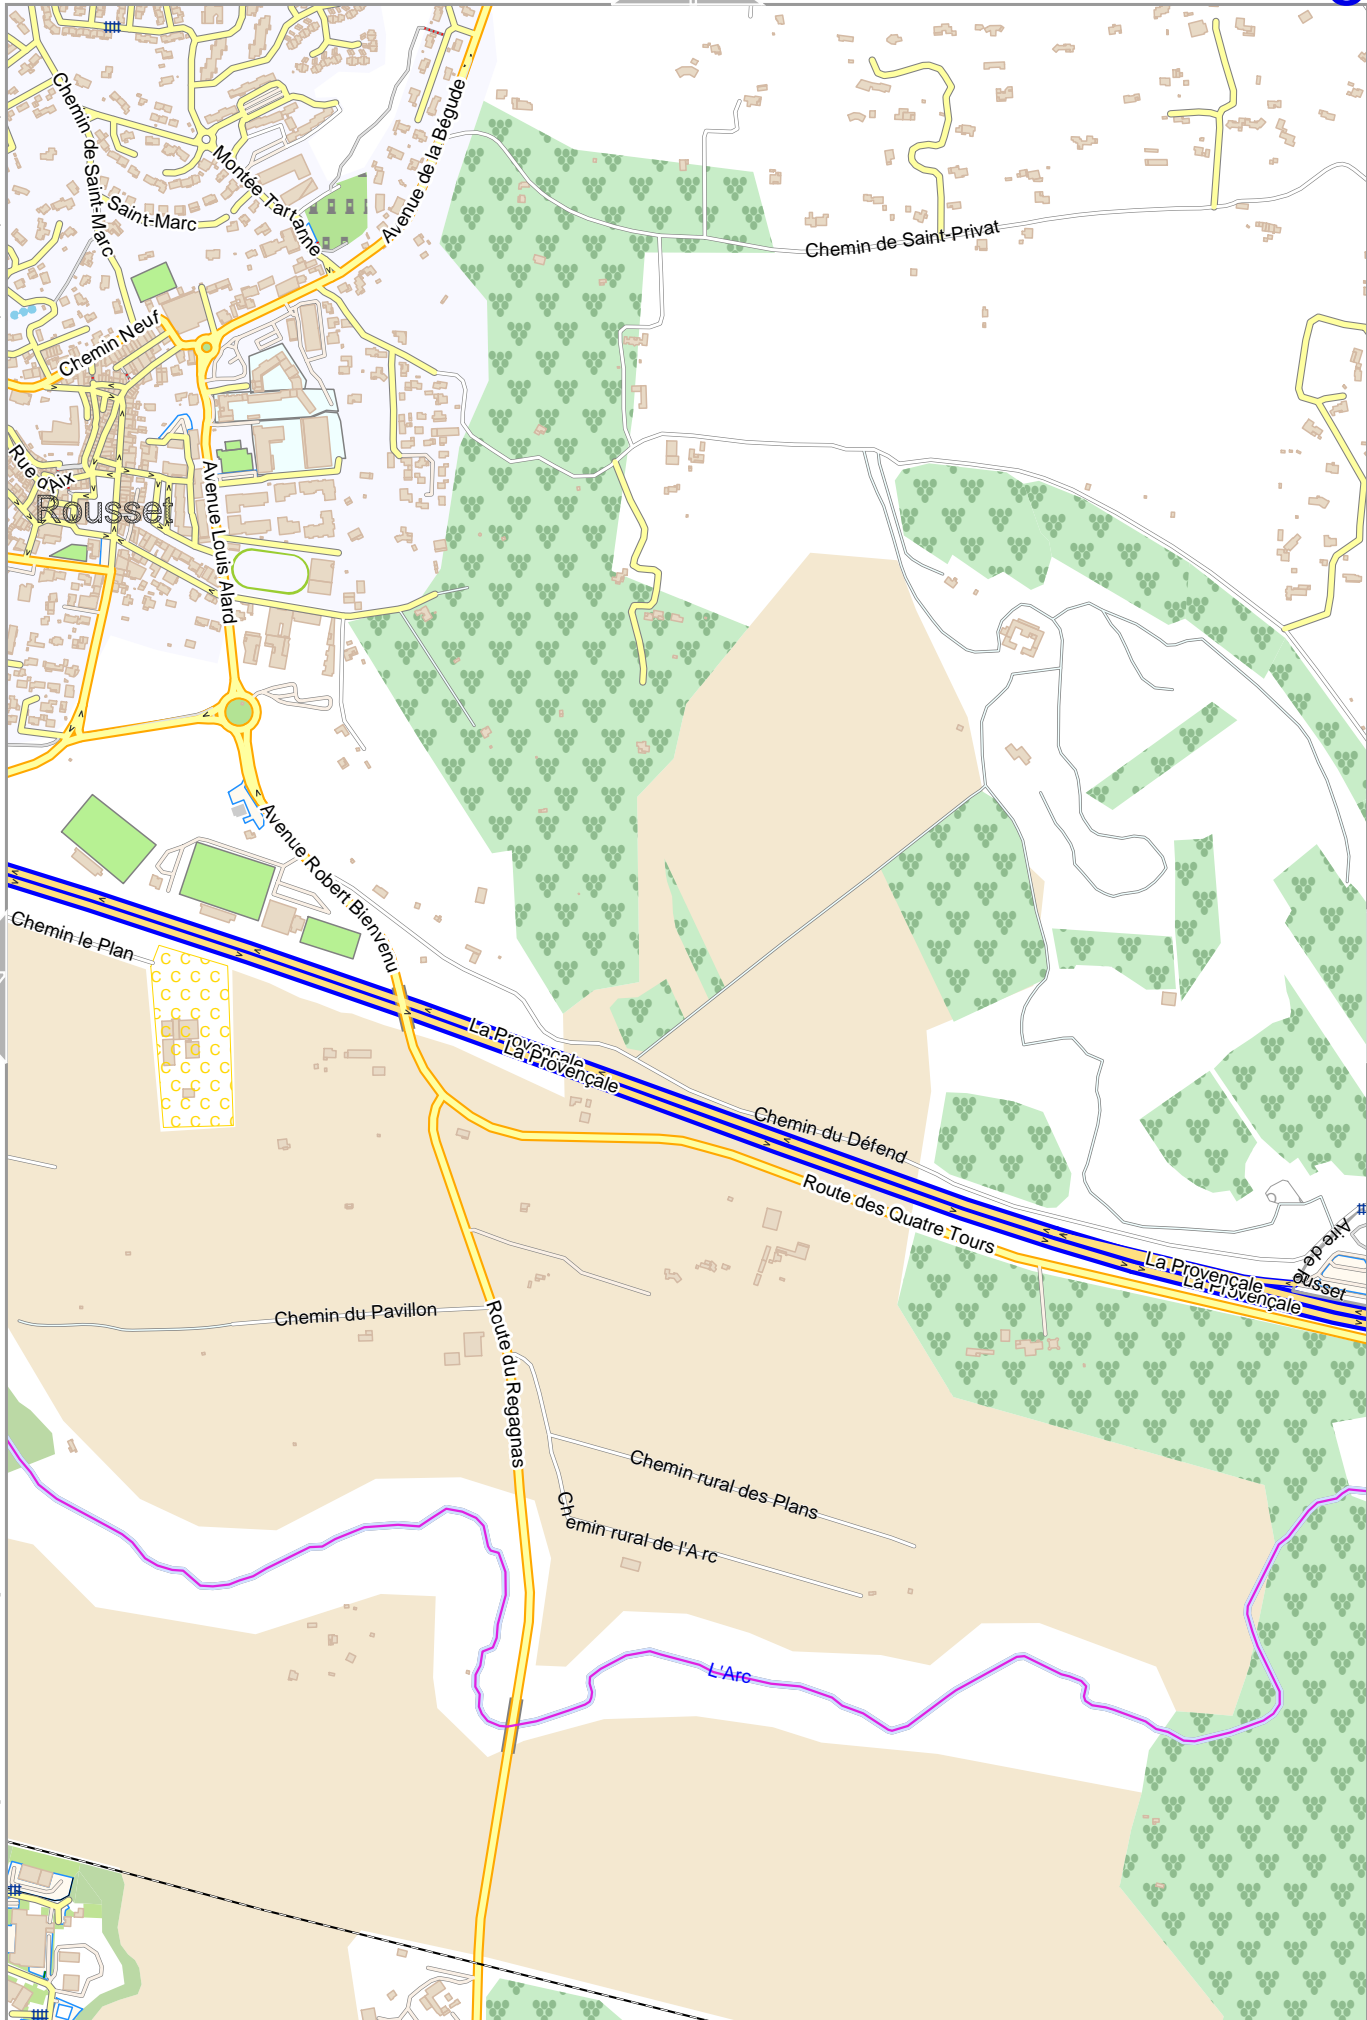 Chemin de Saint-Marc
Avenue de la Bégude
Montée Tartanne
Saint-Marc
Chemin de Saint-Privat
Chemin Neuf
Rue d'Aix
Rousset
Avenue Louis Alard
Avenue Robert Bienvenu
Chemin le Plan
La Provençale
La Provençale
Chemin du Défend
Route des Quatre Tours
Aire de
ousset
La Provençale
La Provençale
Chemin du Pavillon
Route du Regagnas
Chemin rural des Plans
Chemin rural de l'Arc
L'Arc